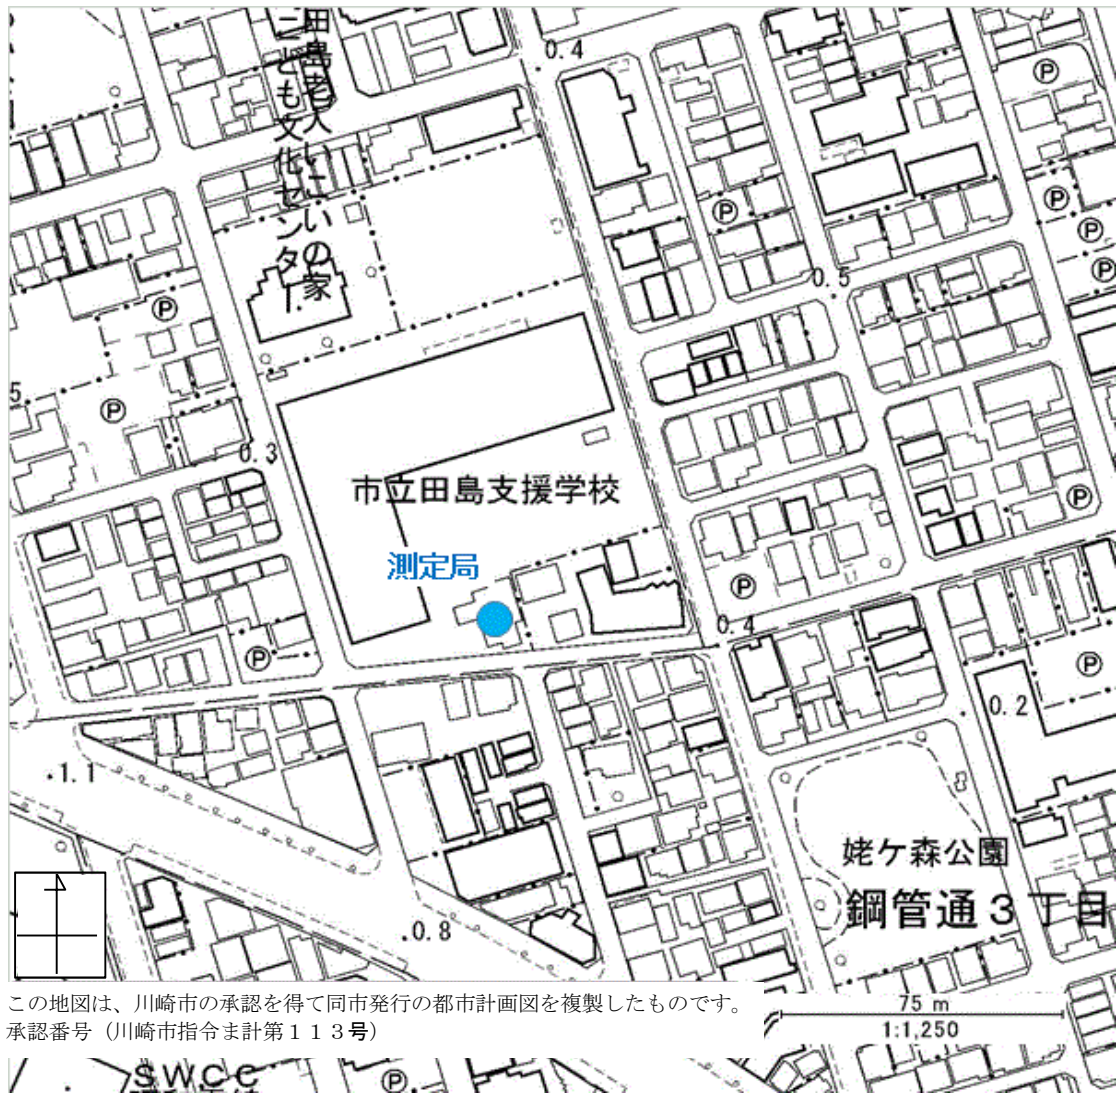 0.4
田島老人いこいの家
こども文化センター
Ⓟ
Ⓟ
Ⓟ
Ⓟ
Ⓟ
0.5
Ⓟ
5
Ⓟ
0.3
市立田島支援学校
Ⓟ
測定局
Ⓟ
0.4
Ⓟ
Ⓟ
0.2
.1.1
姥ケ森公園
鋼管通3丁目
.0.8
この地図は、川崎市の承認を得て同市発行の都市計画図を複製したものです。
承認番号（川崎市指令ま計第113号）
75 m
1:1,250
SWCC
Ⓟ